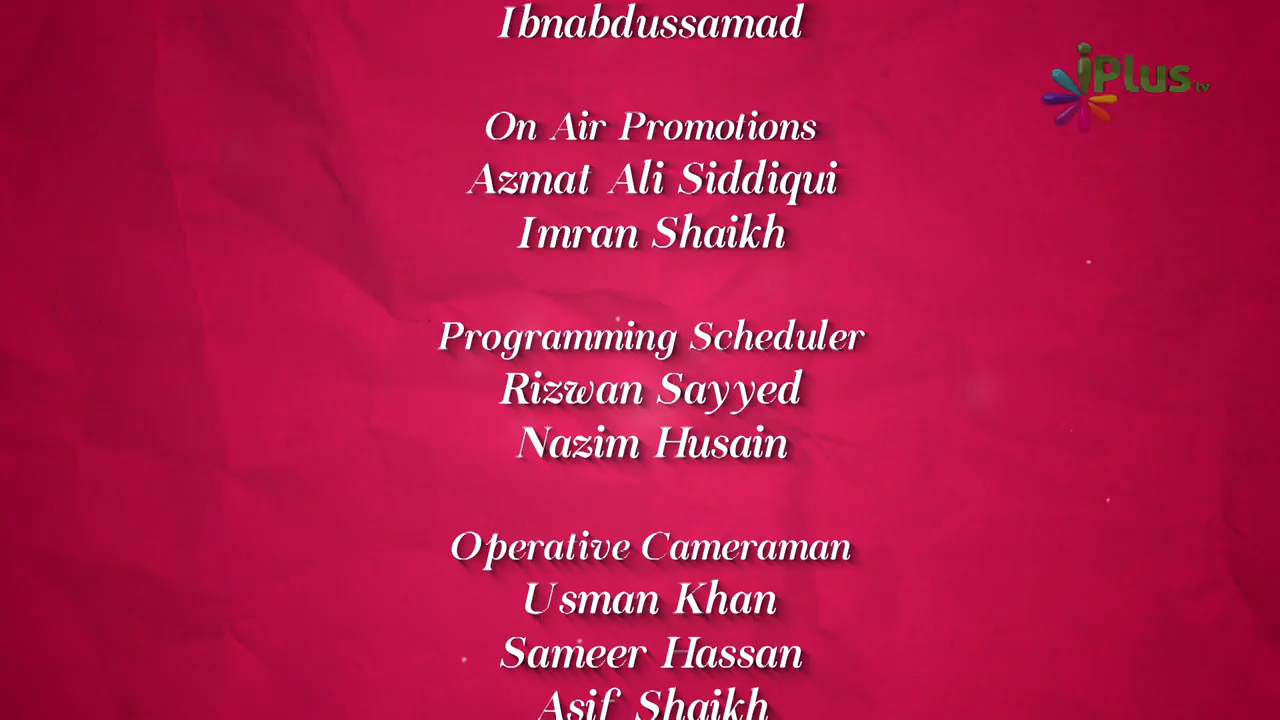 Ibnabdussamad
iPlus tv
On Air Promotions
Azmat Ali Siddiqui
Imran Shaikh
Programming Scheduler
Rizwan Sayyed
Nazim Husain
Operative Cameraman
Usman Khan
Sameer Hassan
Asif Shaikh